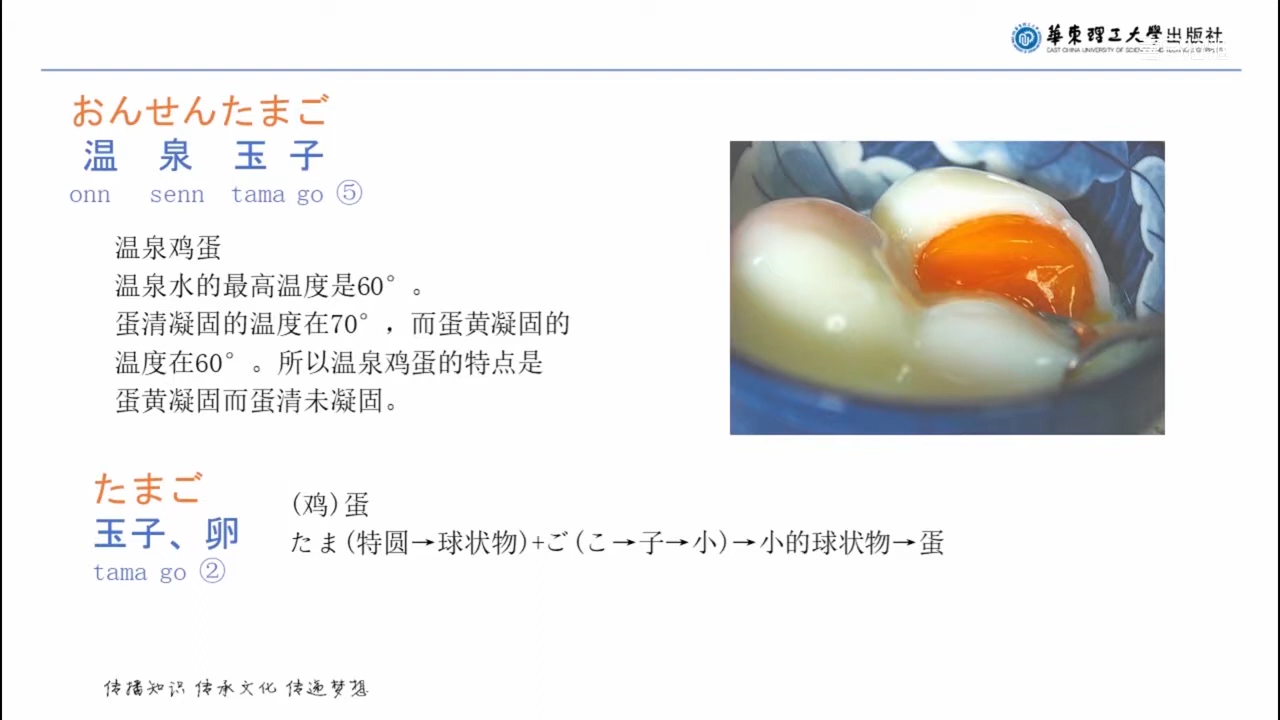 華東理工大學出版社
おんせんたまご
温 泉 玉 子
onn senn tama go ⑤
温泉鸡蛋
温泉水的最高温度是60°。
蛋清凝固的温度在70°，而蛋黄凝固的
温度在60°。所以温泉鸡蛋的特点是
蛋黄凝固而蛋清未凝固。
たまご
玉子、卵
tama go ②
(鸡)蛋
たま(特圆→球状物)+ご(こ→子→小)→小的球状物→蛋
传播知识 传承文化 传递梦想